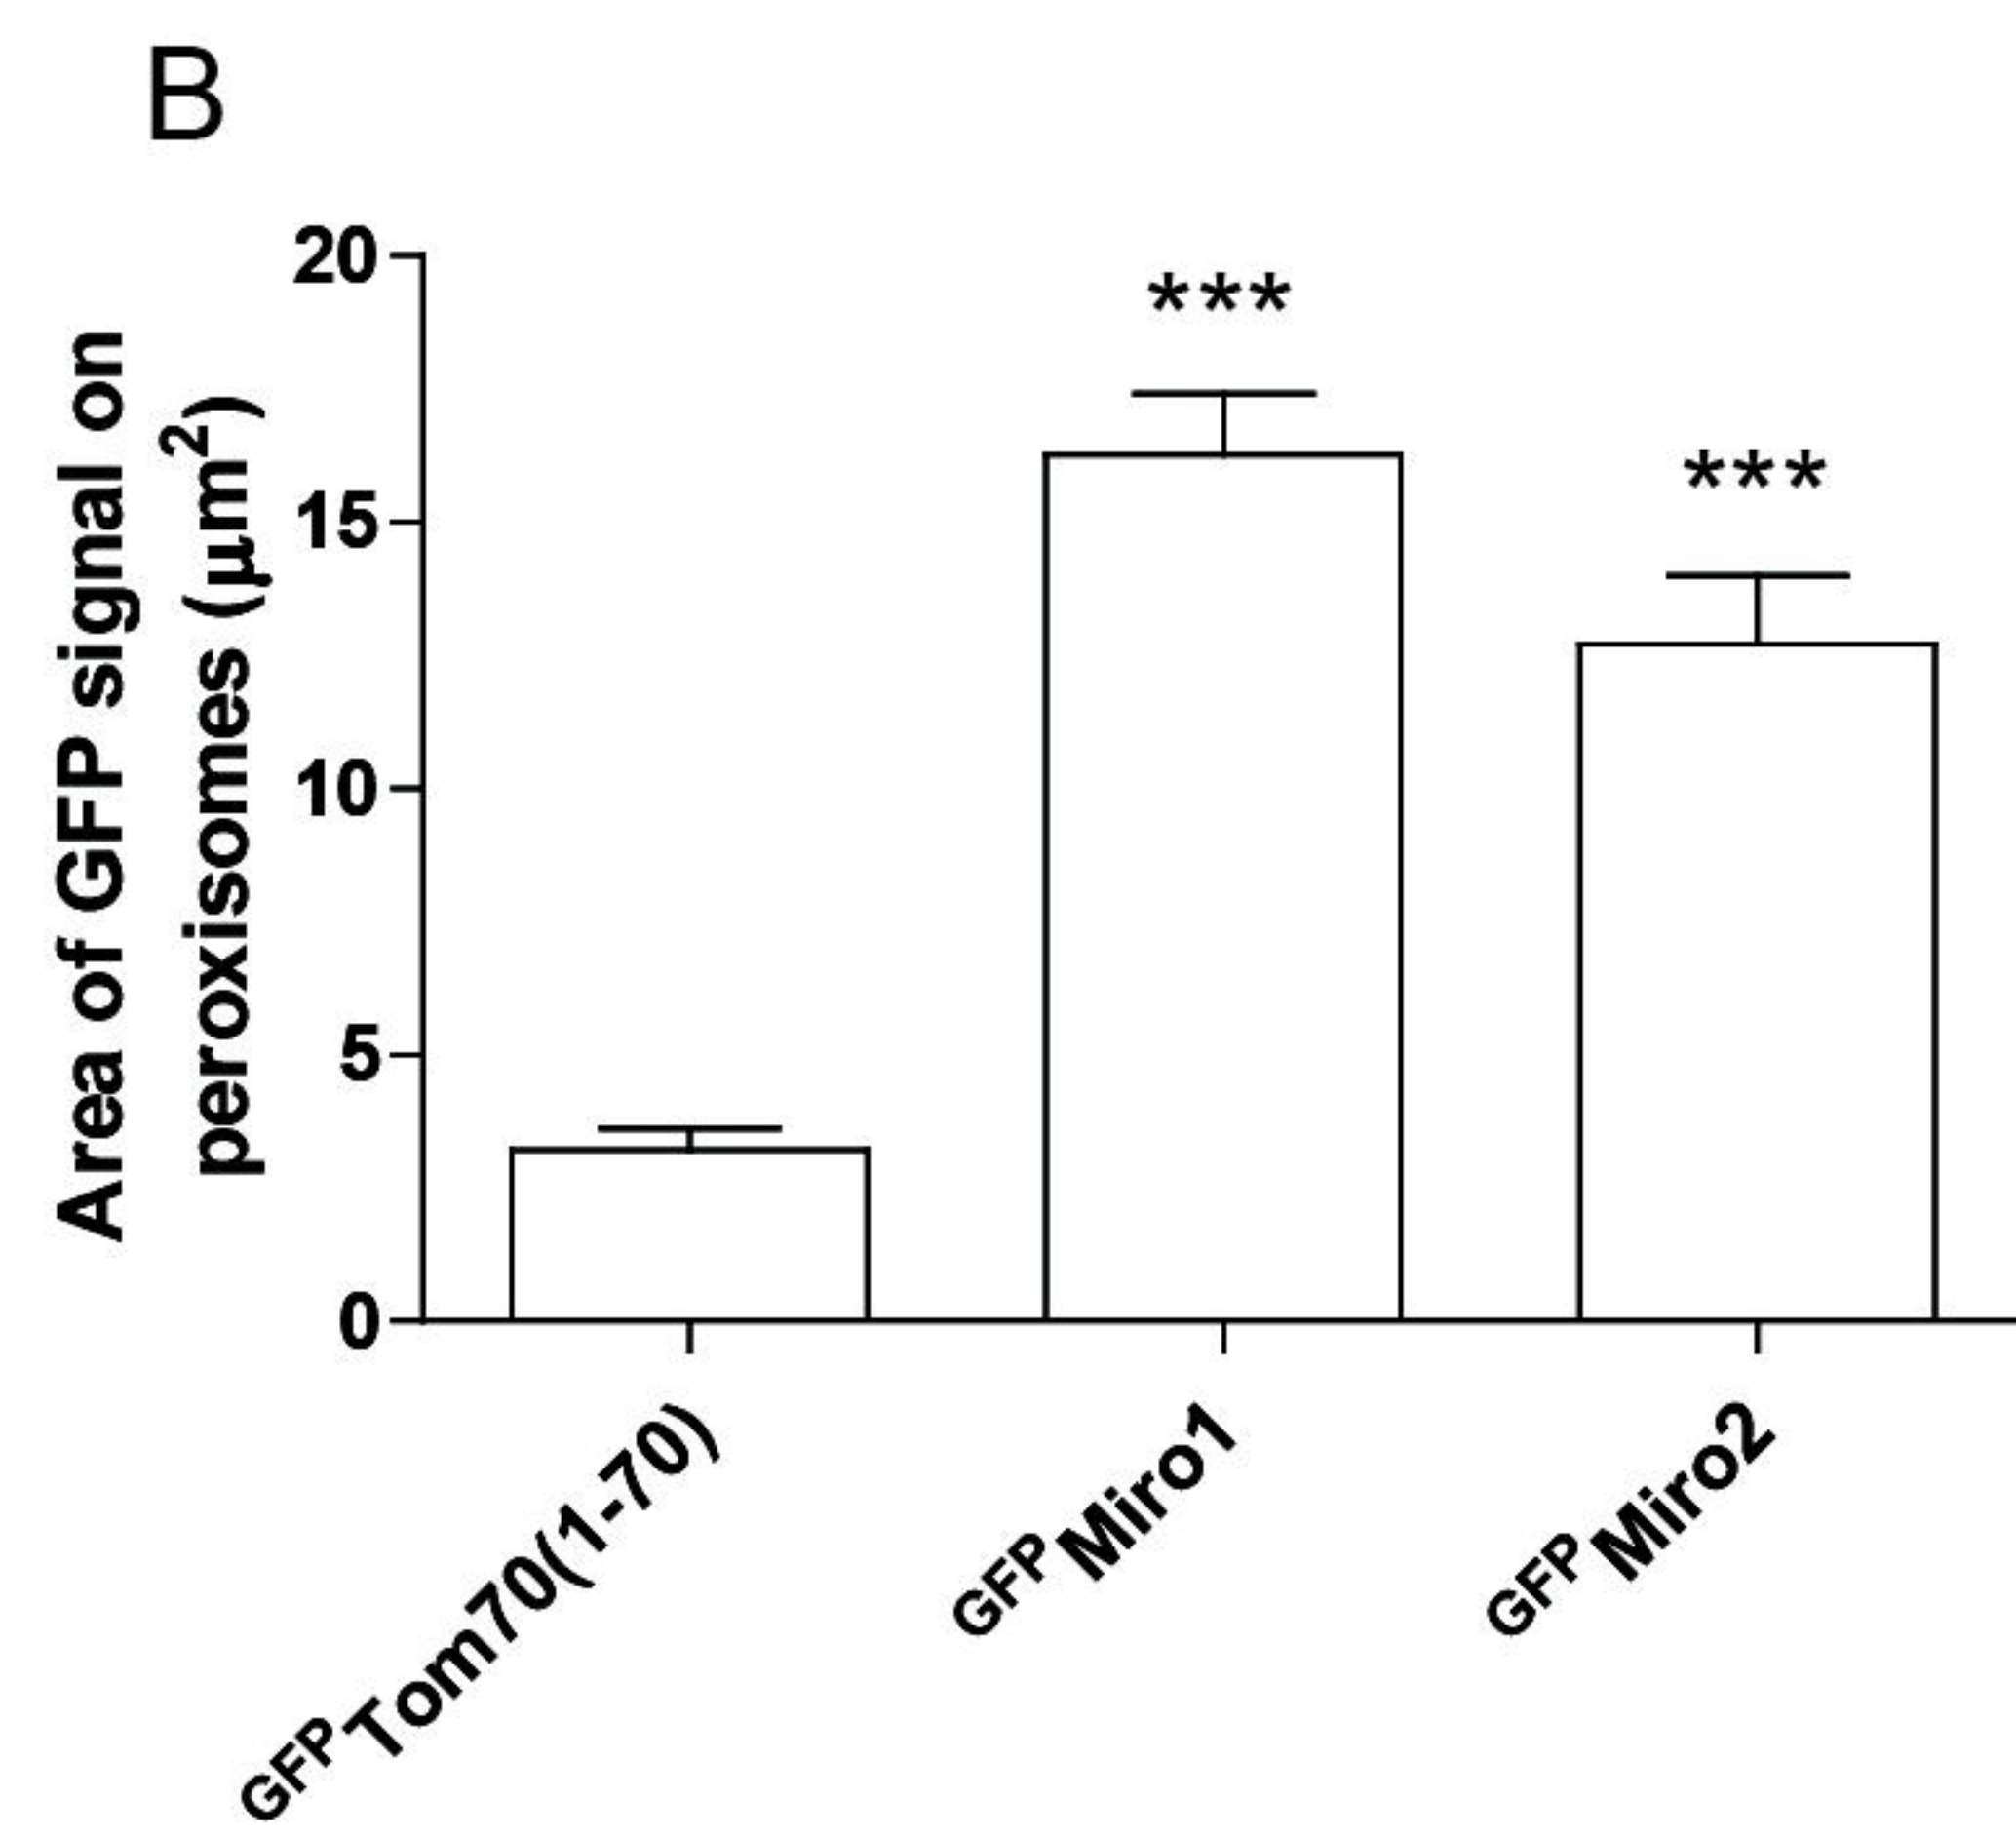 B
Area of GFP signal on
peroxisomes (µm²)
20
15
10
5
0
***
***
GFPTom70(1-70)
GFPMiro1
GFPMiro2